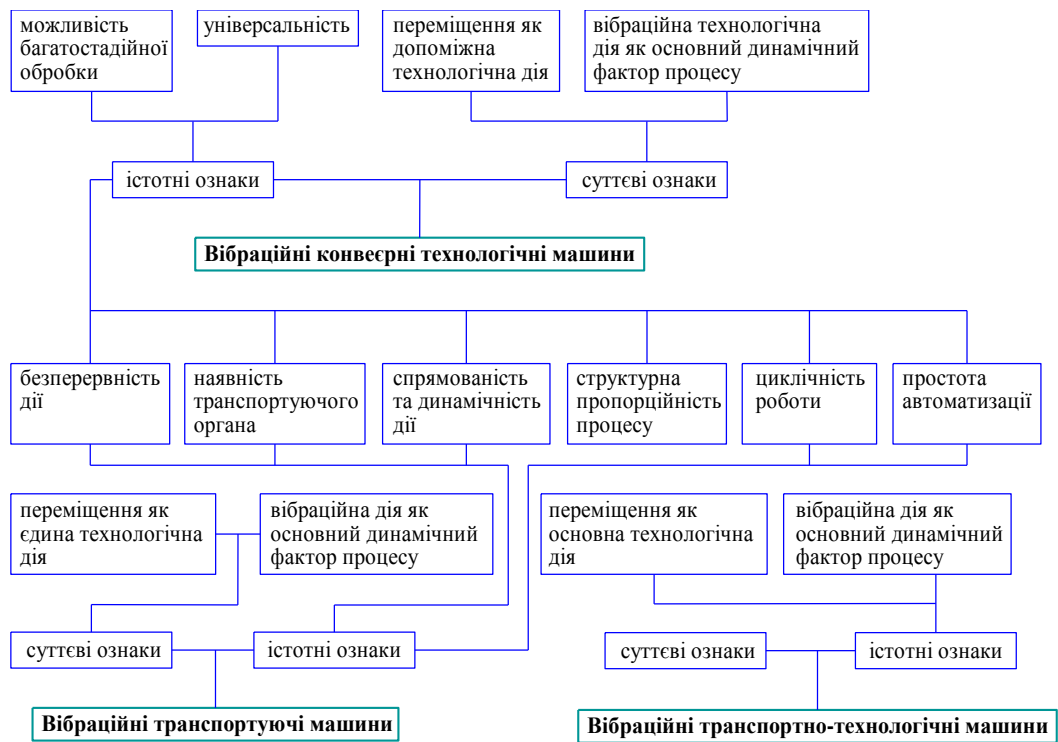 можливість
багатостадійної
обробки
універсальність
переміщення як
допоміжна
технологічна дія
вібраційна технологічна
дія як основний динамічний
фактор процесу
істотні ознаки
суттєві ознаки
Вібраційні конвеєрні технологічні машини
безперервність
дії
наявність
транспортуючого
органа
спрямованість
та динамічність
дії
структурна
пропорційність
процесу
циклічність
роботи
простота
автоматизації
переміщення як
єдина технологічна
дія
вібраційна дія як
основний динамічний
фактор процесу
переміщення як
основна технологічна
дія
вібраційна дія як
основний динамічний
фактор процесу
суттєві ознаки
істотні ознаки
суттєві ознаки
істотні ознаки
Вібраційні транспортуючі машини
Вібраційні транспортно-технологічні машини